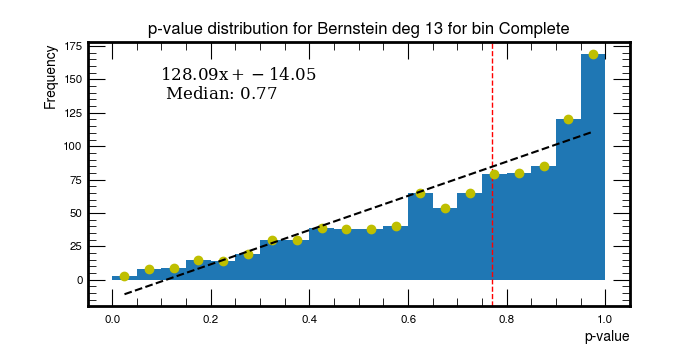 p-value distribution for Bernstein deg 13 for bin Complete
Frequency
175
150
125
100
75
50
25
0
128.09x + −14.05
Median: 0.77
0.0 0.2 0.4 0.6 0.8 1.0
p-value